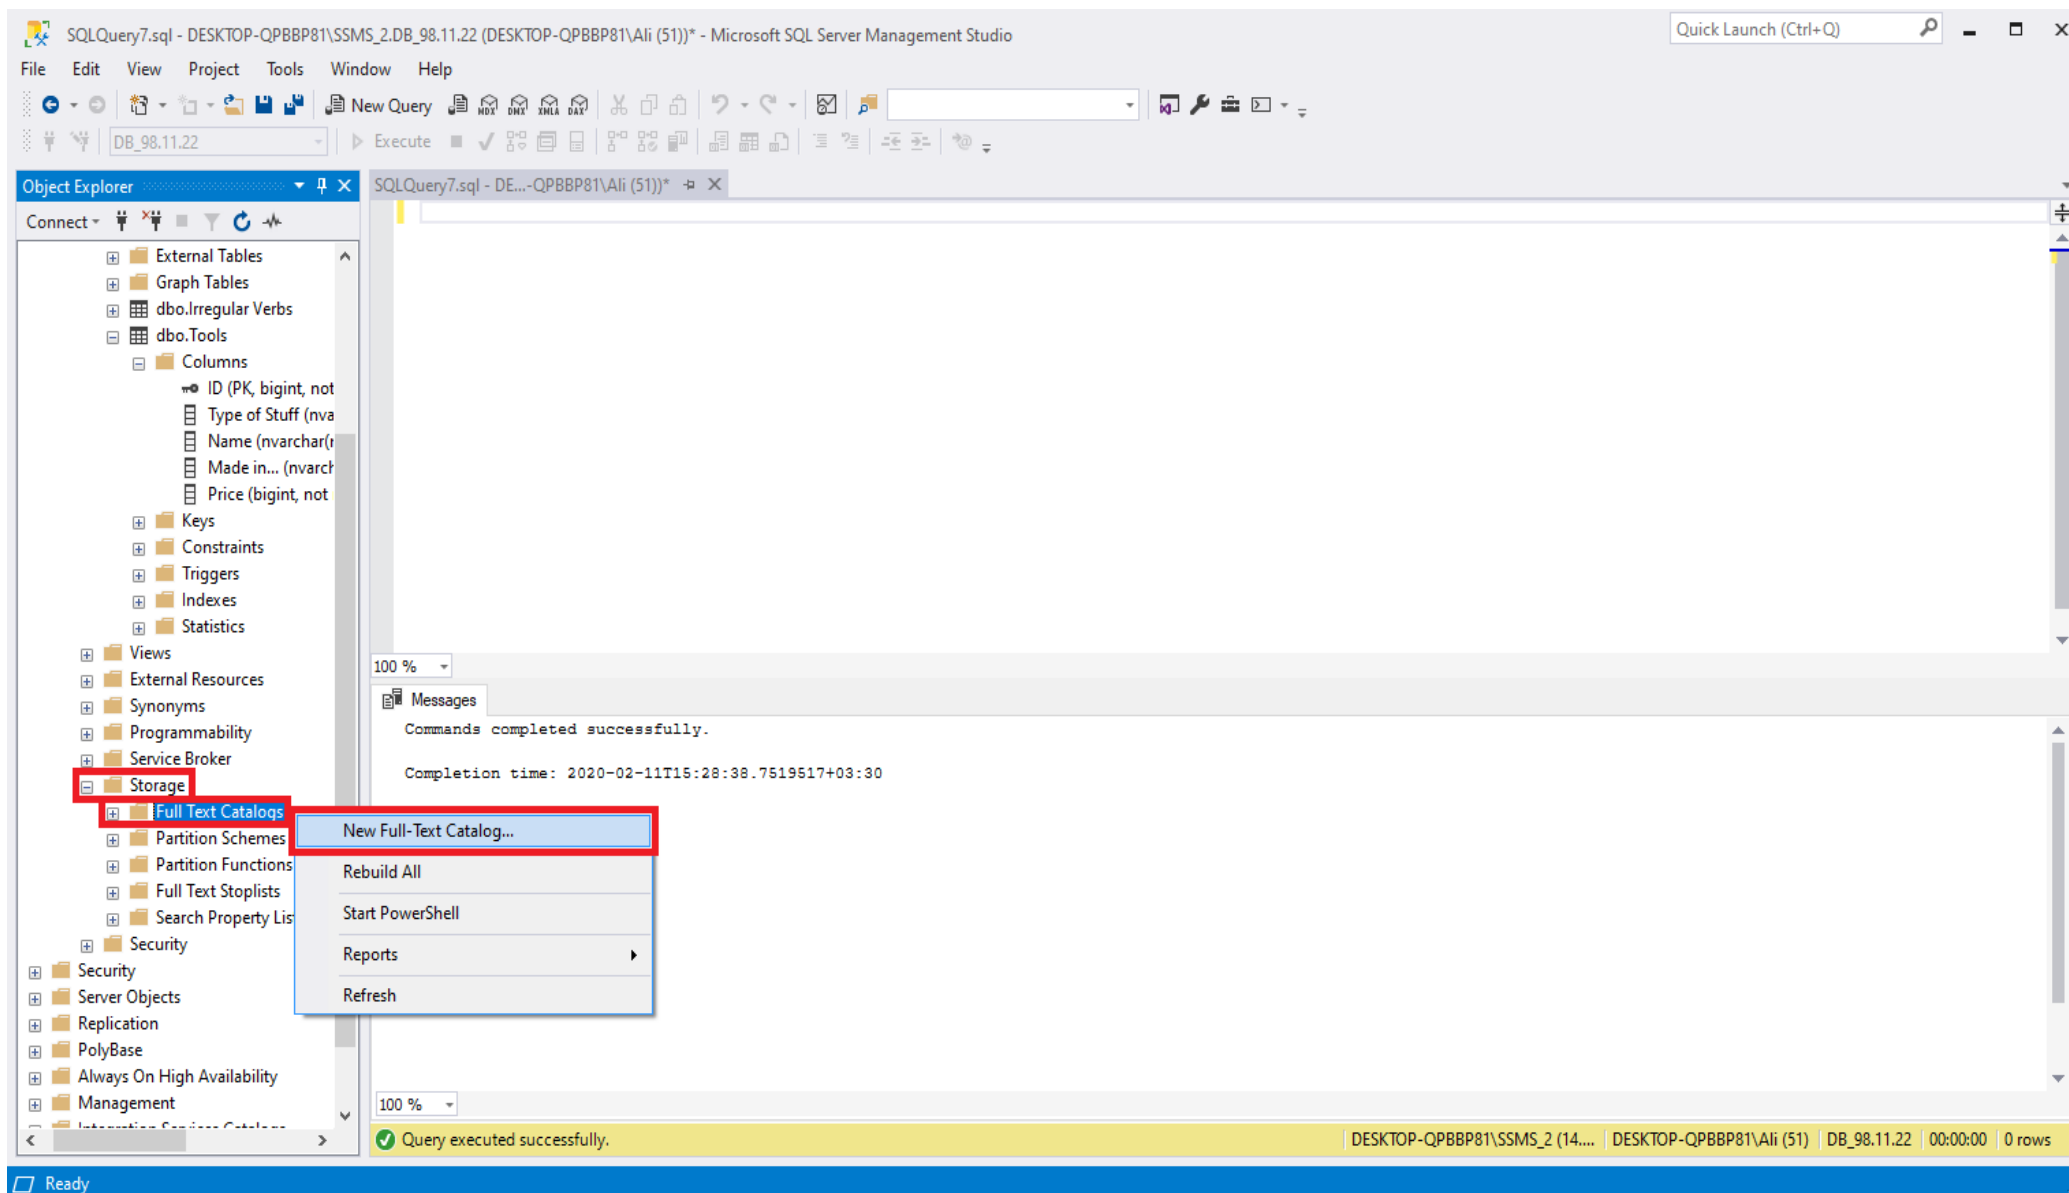 SQLQuery7.sql - DESKTOP-QPBBP81\SSMS_2.DB_98.11.22 (DESKTOP-QPBBP81\Ali (51))* - Microsoft SQL Server Management Studio
Quick Launch (Ctrl+Q)
File Edit View Project Tools Window Help
New Query MDX DMX XMLA DAX
DB_98.11.22 Execute
Object Explorer
Connect
External Tables
Graph Tables
dbo.Irregular Verbs
dbo.Tools
Columns
ID (PK, bigint, not
Type of Stuff (nva
Name (nvarchar(r
Made in... (nvarch
Price (bigint, not
Keys
Constraints
Triggers
Indexes
Statistics
Views
External Resources
Synonyms
Programmability
Service Broker
Storage
Full Text Catalogs
Partition Schemes
Partition Functions
Full Text Stoplists
Search Property Lis
Security
Security
Server Objects
Replication
PolyBase
Always On High Availability
Management
Integration Services Catalogs
New Full-Text Catalog...
Rebuild All
Start PowerShell
Reports
Refresh
SQLQuery7.sql - DE...-QPBBP81\Ali (51))*
100 %
Messages
Commands completed successfully.
Completion time: 2020-02-11T15:28:38.7519517+03:30
100 %
Query executed successfully.
DESKTOP-QPBBP81\SSMS_2 (14.... DESKTOP-QPBBP81\Ali (51) DB_98.11.22 00:00:00 0 rows
Ready